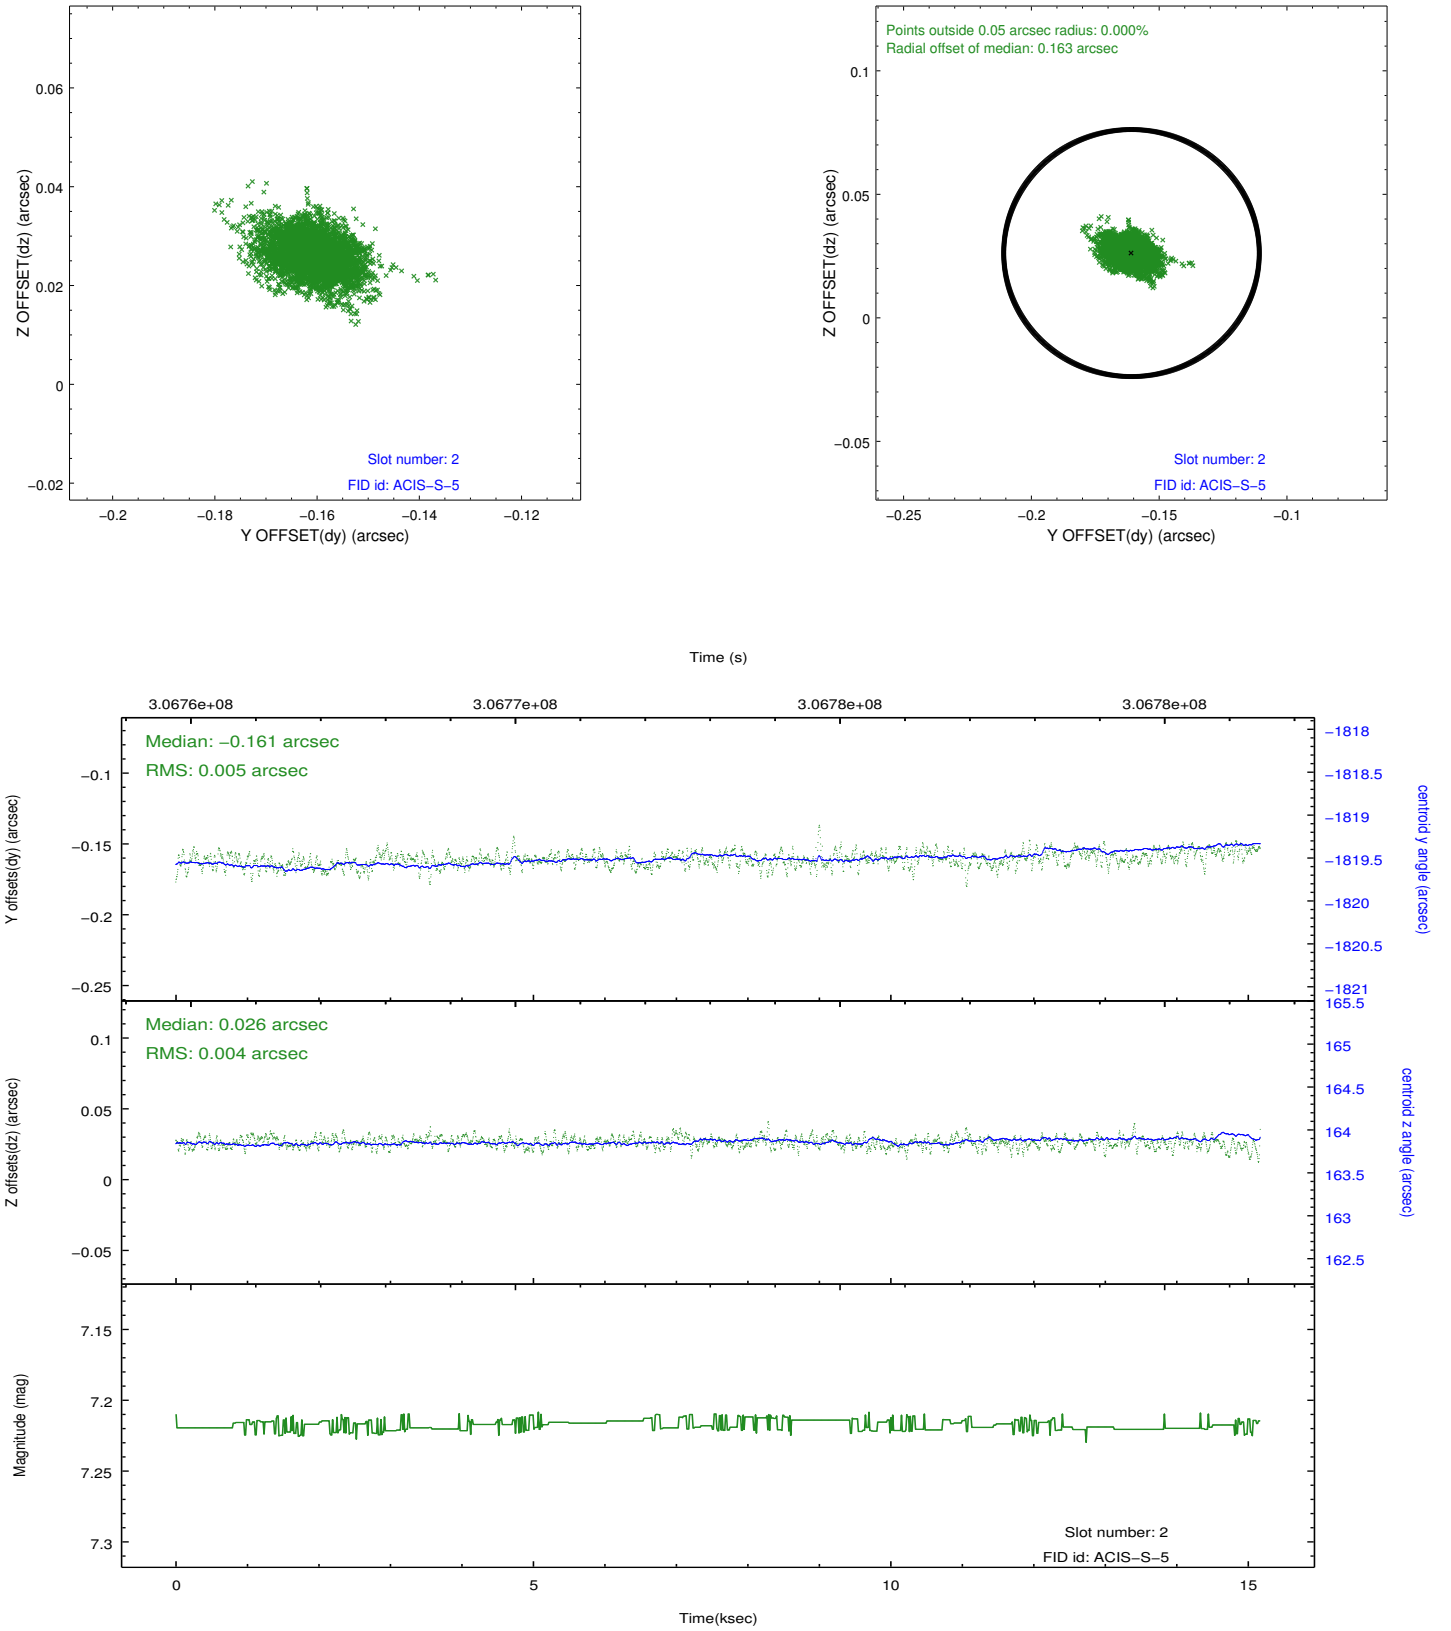 Points outside 0.05 arcsec radius: 0.000%
Radial offset of median: 0.163 arcsec
0.06
0.04
0.02
0
−0.02
Z OFFSET(dz) (arcsec)
Slot number: 2
FID id: ACIS−S−5
−0.2 −0.18 −0.16 −0.14 −0.12
Y OFFSET(dy) (arcsec)
0.1
0.05
0
−0.05
Z OFFSET(dz) (arcsec)
Slot number: 2
FID id: ACIS−S−5
−0.25 −0.2 −0.15 −0.1
Y OFFSET(dy) (arcsec)
Time (s)
3.0676e+08 3.0677e+08 3.0678e+08 3.0678e+08
Median: −0.161 arcsec
RMS: 0.005 arcsec
−0.1
−0.15
−0.2
−0.25
Y offsets(dy) (arcsec)
−1818
−1818.5
−1819
−1819.5
−1820
−1820.5
−1821
centroid y angle (arcsec)
Median: 0.026 arcsec
RMS: 0.004 arcsec
0.1
0.05
0
−0.05
Z offsets(dz) (arcsec)
165.5
165
164.5
164
163.5
163
162.5
centroid z angle (arcsec)
7.15
7.2
7.25
7.3
Magnitude (mag)
Slot number: 2
FID id: ACIS−S−5
0 5 10 15
Time(ksec)